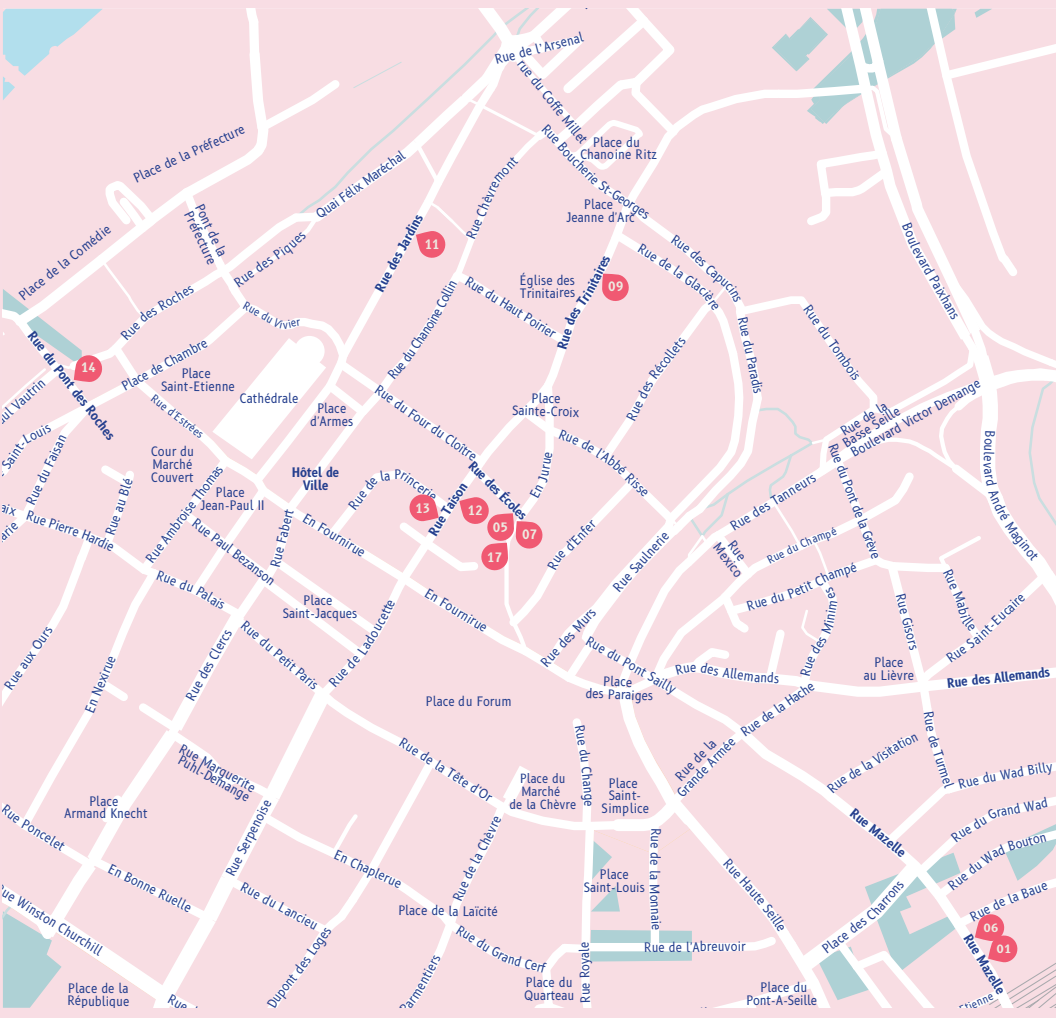 Rue de l'Arsenal
rue du Coffe Millet
Place du
Chanoine Ritz
Rue Boucherie St-Georges
Place de la Préfecture
Quai Félix Maréchal
Rue Chèvremont
Place
Jeanne d'Arc
Pont de la
Préfecture
Place de la Comédie
Rue des Piques
Rue des Jardins
11
Rue des Capucins
Boulevard Paixhans
Rue de la Glacière
Église des
Trinitaires
09
Rue des Trinitaires
Rue des Roches
Rue du Vivier
Rue du Haut Poirier
Rue du Chanoine Collin
Rue du Tombois
Rue du Paradis
Rue du Pont des Roches
14
Place de Chambre
Place
Saint-Etienne
Cathédrale
Rue des Récollets
ul Vautrin
Rue d'Estrées
Place
d'Armes
Rue du Four du Cloître
Place
Sainte-Croix
Rue de la
Basse Seille
Boulevard Victor Demange
Saint-Louis
Rue du Faisan
Cour du
Marché
Couvert
Rue de l'Abbé Risse
Boulevard André Maginot
Hôtel de
Ville
Rue de la Princerie
Rue des Écoles
En Jurue
Rue du Pont de la Grève
Rue au Blé
Place
Jean-Paul II
Rue Ambroise Thomas
Rue Taison
13
12
05
07
17
Rue des Tanneurs
aix
arie
Rue Pierre Hardie
Rue Paul Bezanson
Rue Fabert
En Fournirue
Rue d'Enfer
Rue Saulnerie
Rue
Mexico
Rue du Champé
Rue du Petit Champé
Rue du Palais
Place
Saint-Jacques
En Fournirue
Rue des Minimes
Rue Mabille
Rue Gisors
Rue Saint-Eucaire
Rue aux Ours
En Nexirue
Rue des Clercs
Rue du Petit Paris
Rue de Ladoucette
Rue des Murs
Rue du Pont Sailly
Rue des Allemands
Place
au Lièvre
Rue des Allemands
Place
des Paraiges
Place du Forum
Rue de la Hache
Rue de la
Grande Armée
Rue de Turmel
Rue du Change
Rue de la Tête d'Or
Rue Marguerite
Puhl-Demange
Rue de la Visitation
Rue du Wad Billy
Place du
Marché
de la Chèvre
Place
Saint-
Simplice
Place
Armand Knecht
Rue Poncelet
Rue Serpenoise
Rue de la Chèvre
Rue Mazelle
Rue du Grand Wad
Rue du Wad Bouton
En Bonne Ruelle
En Chaplerue
Rue de la Monnaie
Rue Haute Seille
Place
Saint-Louis
Rue de la Baue
ue Winston Churchill
Rue du Lancieu
Place de la Laïcité
Place des Charrons
Rue du Grand Cerf
Rue de l'Abreuvoir
06
01
Rue Mazelle
Dupont des Loges
Parmentiers
Rue Royale
Place de la
République
Place du
Quarteau
Place du
Pont-A-Seille
Rue
Etienne